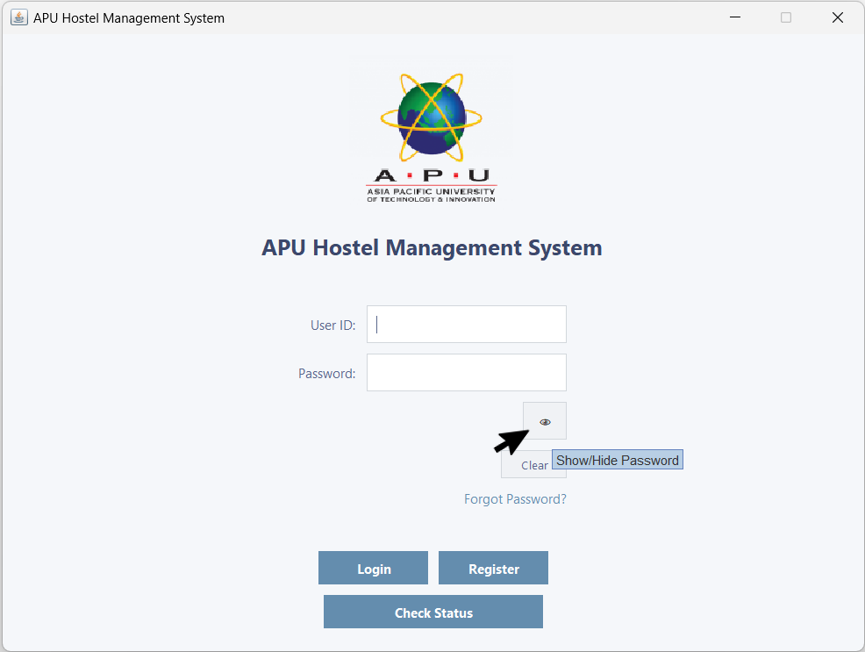 APU Hostel Management System
A·P·U
ASIA PACIFIC UNIVERSITY
OF TECHNOLOGY & INNOVATION
APU Hostel Management System
User ID:
Password:
Show/Hide Password
Clear
Forgot Password?
Login Register
Check Status